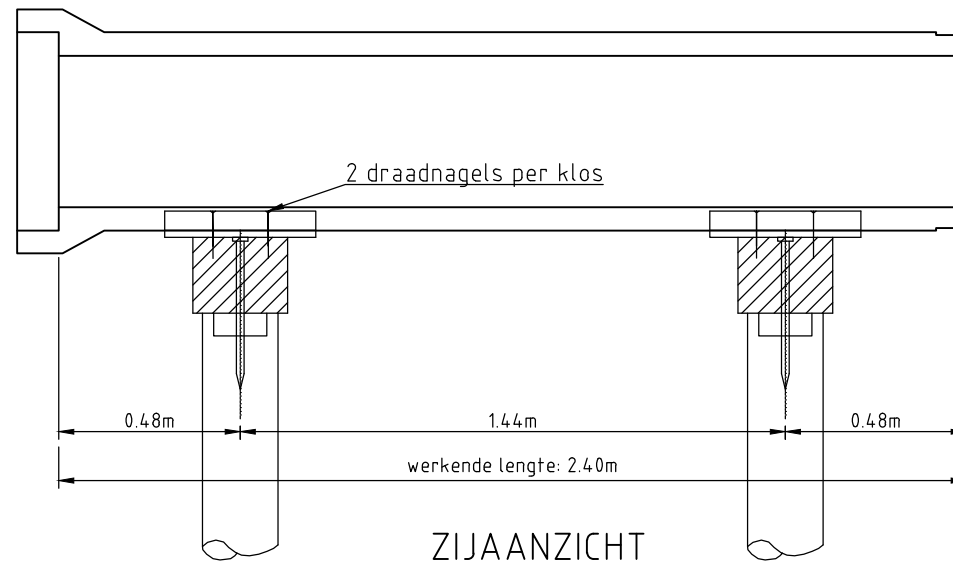 2 draadnagels per klos
0.48m
1.44m
0.48m
werkende lengte: 2.40m
ZIJAANZICHT